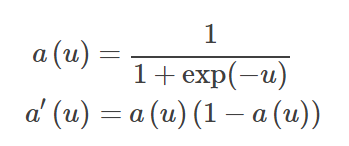 a (u) = 1 / (1 + exp(−u))
a′ (u) = a (u) (1 − a (u))